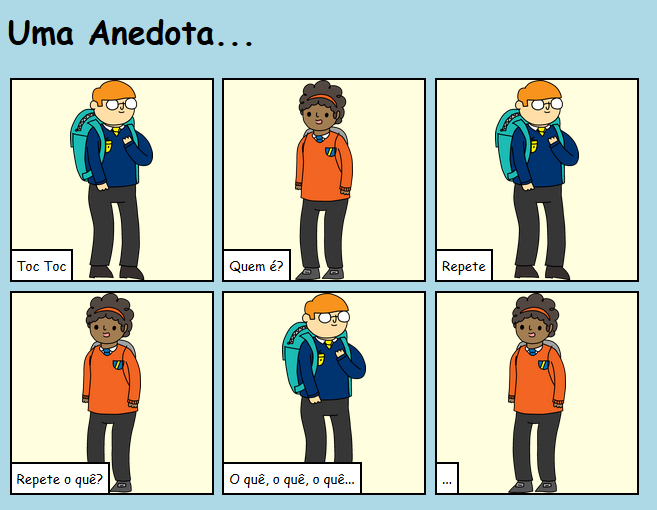 Uma Anedota...
Toc Toc
Quem é?
Repete
Repete o quê?
O quê, o quê, o quê...
...